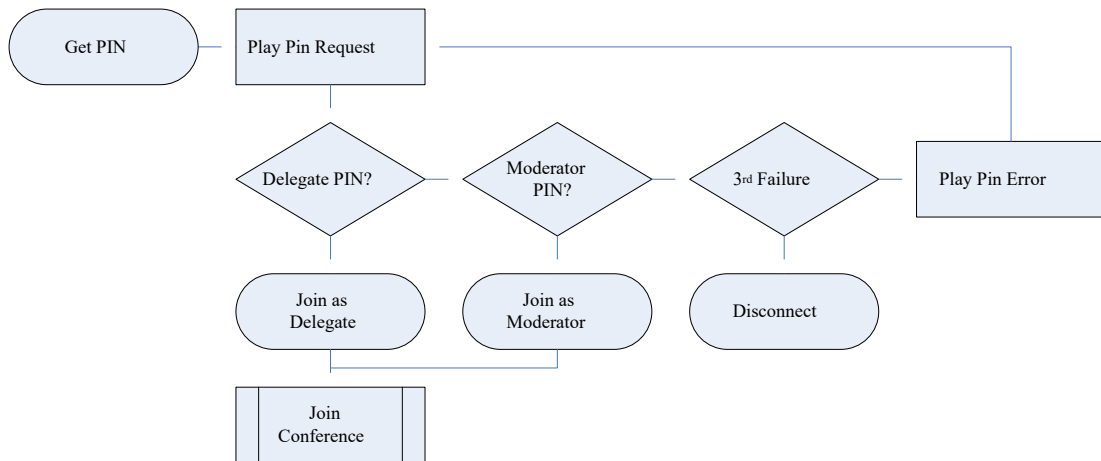 Get PIN
Play Pin Request
Delegate PIN?
Moderator
PIN?
3rd Failure
Play Pin Error
Join as
Delegate
Join as
Moderator
Disconnect
Join
Conference